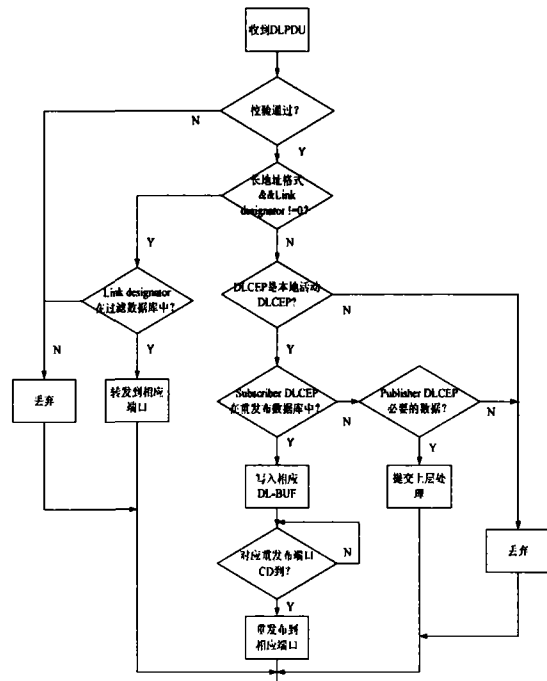 收到DLPDU
校验通过?
N
Y
长地址格式
&&Link
designator !=0?
Y
N
Link designator
在过滤数据库中?
DLCEP是本地活动
DLCEP?
N
N
Y
Y
丢弃
转发到相应
端口
Subscriber DLCEP
在重发布数据库中?
N
Publisher DLCEP
必要的数据?
N
Y
Y
写入相应
DL-BUF
提交上层处
理
对应重发布端口
CD到?
N
丢弃
Y
重发布到
相应端口